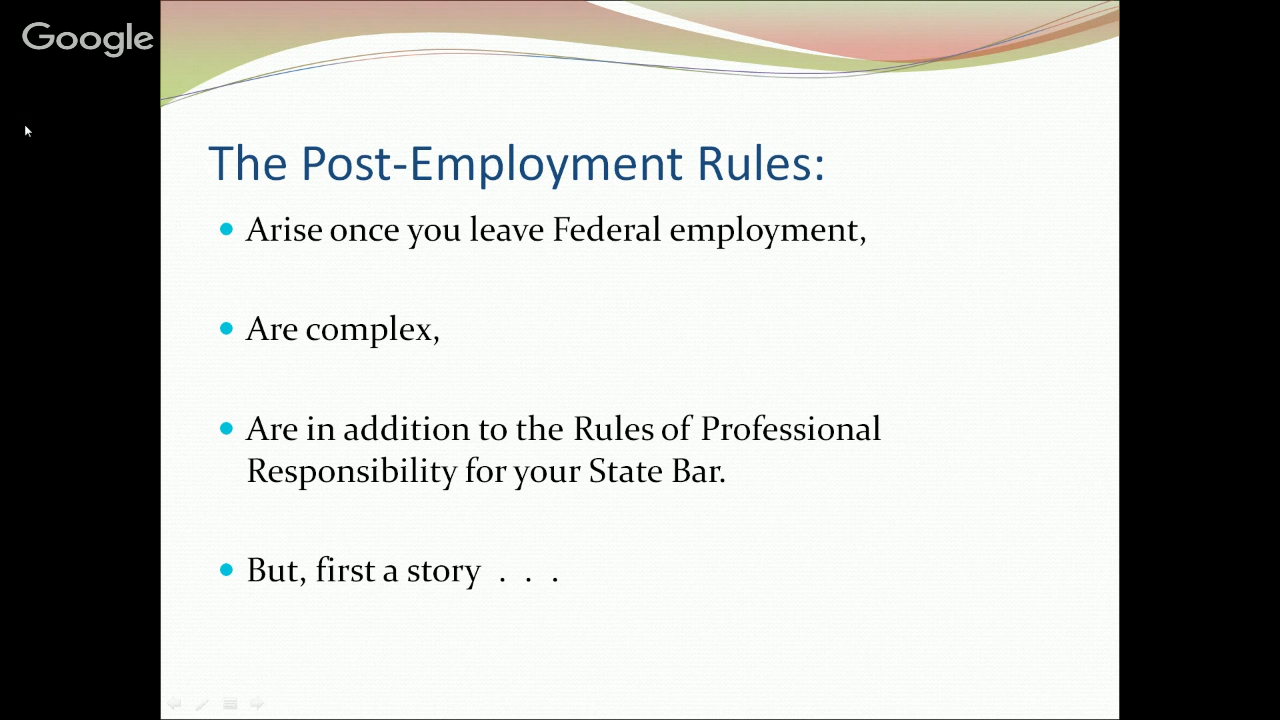 Google
The Post-Employment Rules:
Arise once you leave Federal employment,
Are complex,
Are in addition to the Rules of Professional
Responsibility for your State Bar.
But, first a story . . .